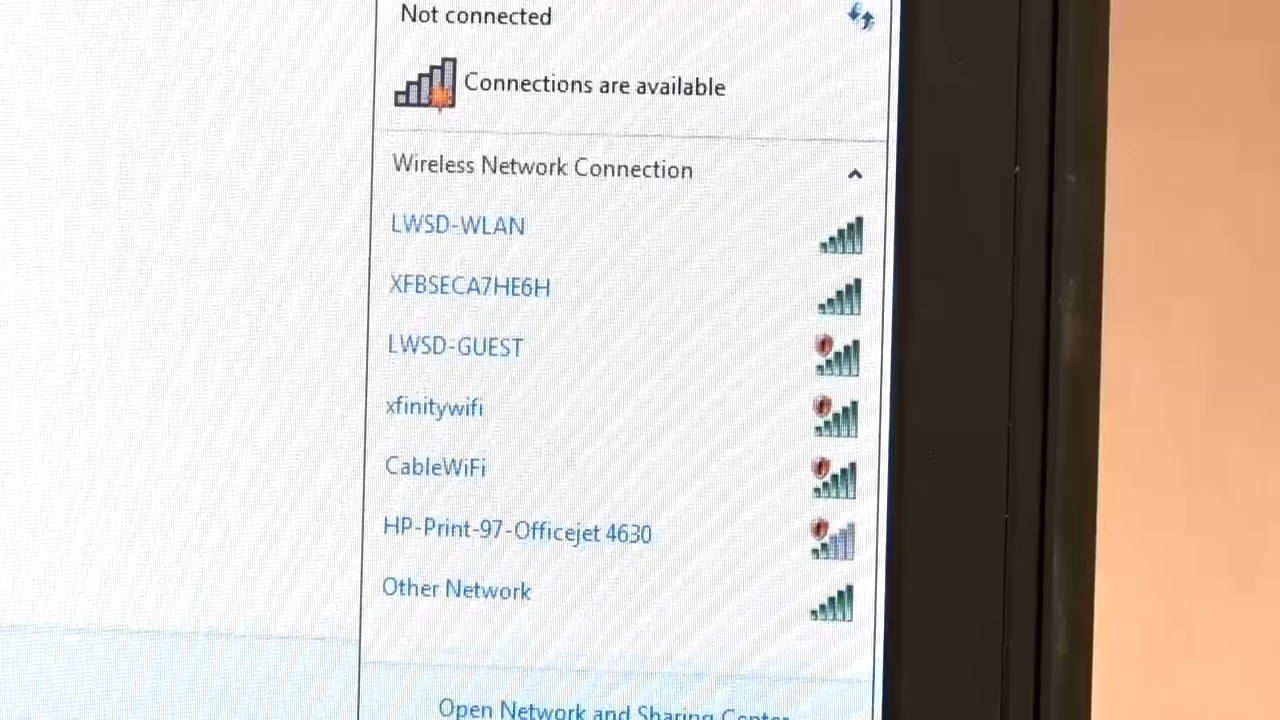 Not connected
Connections are available
Wireless Network Connection
LWSD-WLAN
XFBSECA7HE6H
LWSD-GUEST
xfinitywifi
CableWiFi
HP-Print-97-Officejet 4630
Other Network
Open Network and Sharing Center